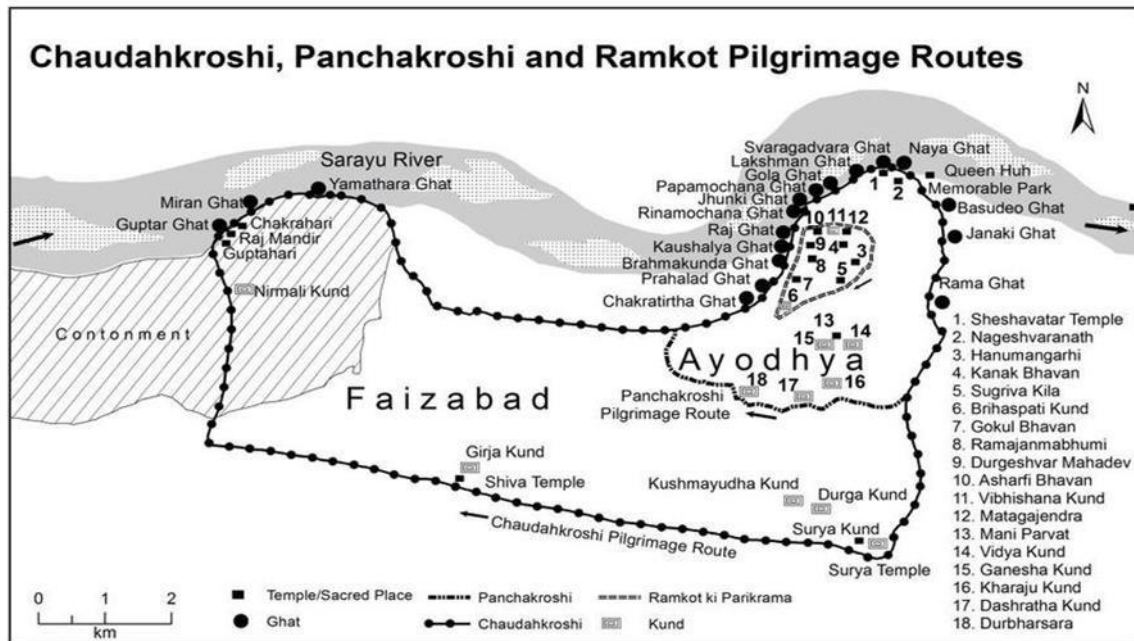 Chaudahkroshi, Panchakroshi and Ramkot Pilgrimage Routes
N
Sarayu River
Yamathara Ghat
Miran Ghat
Guptar Ghat
Chakrahari
Raj Mandir
Guptahari
Nirmali Kund
Contonment
Svaragadvara Ghat
Naya Ghat
Lakshman Ghat
Gola Ghat
Queen Huh
Memorable Park
Papamochana Ghat
Jhunki Ghat
Basudeo Ghat
Rinamochana Ghat
Raj Ghat
Janaki Ghat
Kaushalya Ghat
Brahmakunda Ghat
Prahalad Ghat
Rama Ghat
Chakratirtha Ghat
1
2
10
11
12
9
4
3
8
5
7
6
13
15
14
Ayodhya
18
17
16
Faizabad
Panchakroshi
Pilgrimage Route
Girja Kund
Shiva Temple
Kushmayudha Kund
Durga Kund
Surya Kund
Surya Temple
Chaudahkroshi Pilgrimage Route
1. Sheshavatar Temple
2. Nageshvaranath
3. Hanumangarhi
4. Kanak Bhavan
5. Sugriva Kila
6. Brihaspati Kund
7. Gokul Bhavan
8. Ramajanmabhumi
9. Durgeshvar Mahadev
10. Asharfi Bhavan
11. Vibhishana Kund
12. Matagajendra
13. Mani Parvat
14. Vidya Kund
15. Ganesha Kund
16. Kharaju Kund
17. Dashratha Kund
18. Durbharsara
0 1 2
km
Temple/Sacred Place
Panchakroshi
Ramkot ki Parikrama
Ghat
Chaudahkroshi
Kund